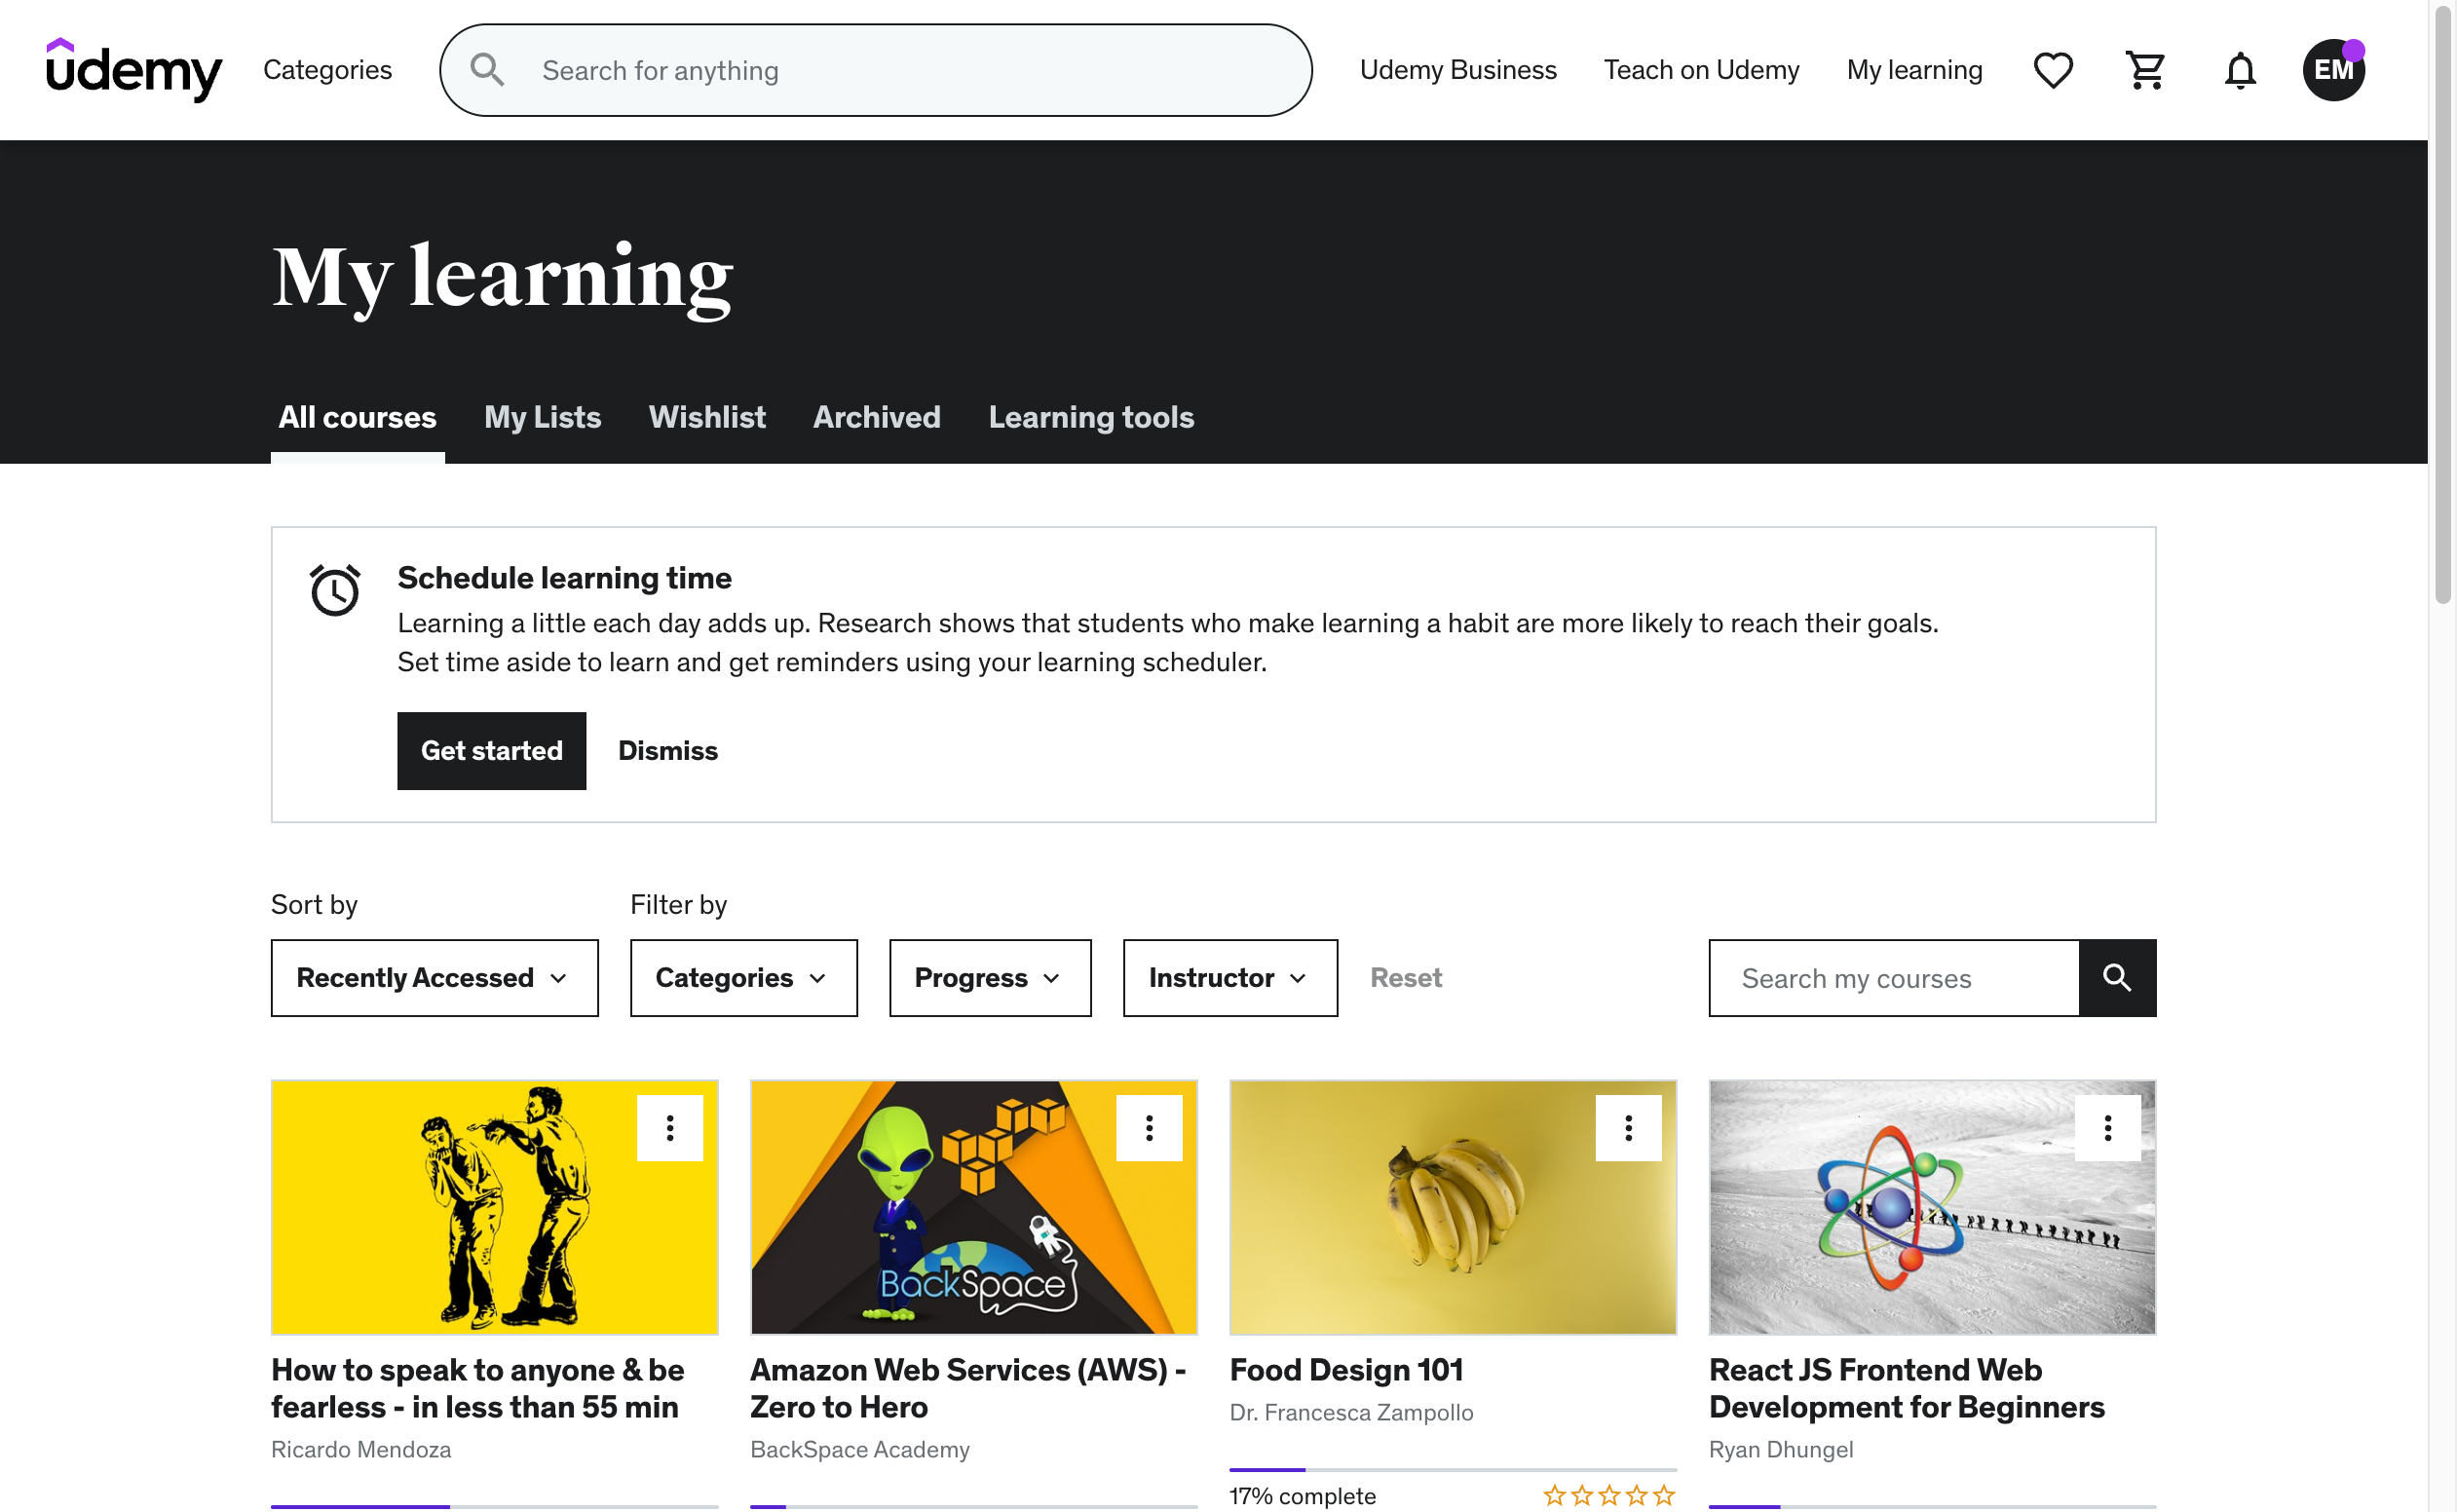 udemy
Categories
Search for anything
Udemy Business
Teach on Udemy
My learning
EM
My learning
All courses
My Lists
Wishlist
Archived
Learning tools
Schedule learning time
Learning a little each day adds up. Research shows that students who make learning a habit are more likely to reach their goals.
Set time aside to learn and get reminders using your learning scheduler.
Get started
Dismiss
Sort by
Filter by
Recently Accessed
Categories
Progress
Instructor
Reset
Search my courses
BackSpace
How to speak to anyone & be
fearless - in less than 55 min
Ricardo Mendoza
Amazon Web Services (AWS) -
Zero to Hero
BackSpace Academy
Food Design 101
Dr. Francesca Zampollo
17% complete
React JS Frontend Web
Development for Beginners
Ryan Dhungel